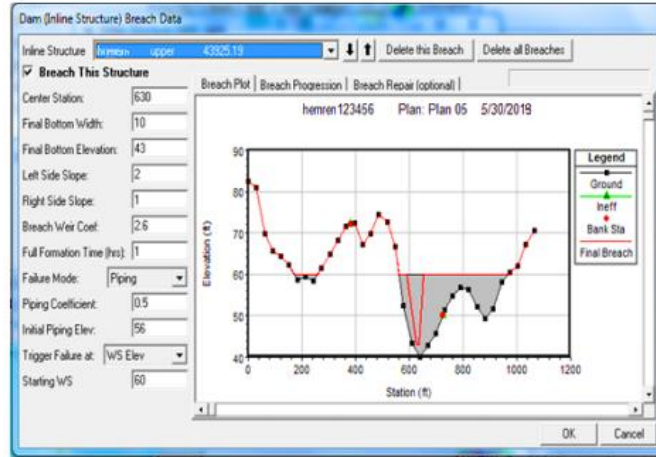 Dam (Inline Structure) Breach Data
Inline Structure hemren upper 43925.19 Delete this Breach Delete all Breaches
Breach This Structure
Breach Plot Breach Progression Breach Repair (optional)
Center Station: 630
Final Bottom Width: 10
Final Bottom Elevation: 43
Left Side Slope: 2
Right Side Slope: 1
Breach Weir Coef: 2.6
Full Formation Time (hrs): 1
Failure Mode: Piping
Piping Coefficient: 0.5
Initial Piping Elev: 56
Trigger Failure at: WS Elev
Starting WS 60
hemren123456 Plan: Plan 05 5/30/2018
Elevation (ft)
90
80
70
60
50
40
0 200 400 600 800 1000 1200
Station (ft)
Legend
Ground
Ineff
Bank Sta
Final Breach
OK Cancel